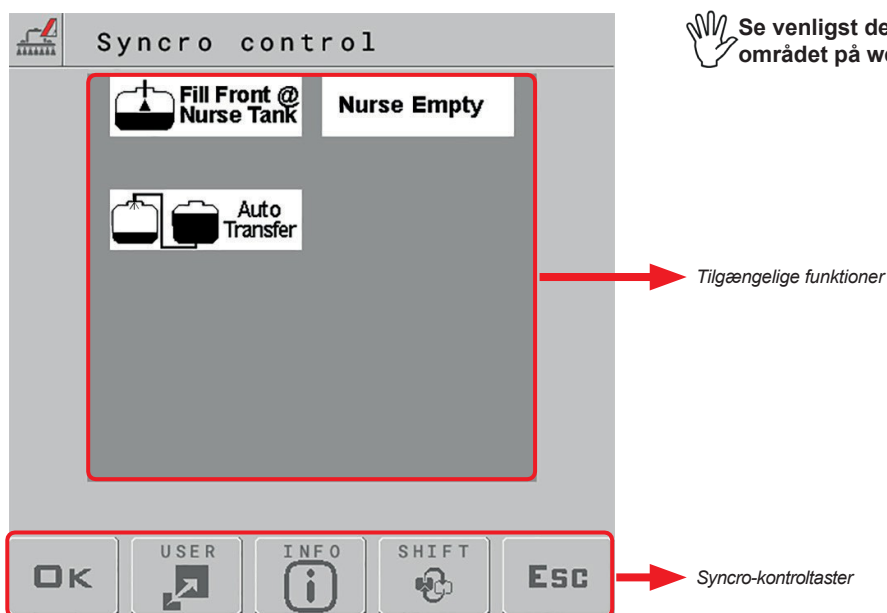 Syncro control
Se venligst de
området på
Fill Front @
Nurse Tank
Nurse Empty
Auto
Transfer
Tilgængelige funktioner
OK
USER
INFO
i
SHIFT
ESC
Syncro-kontroltaster